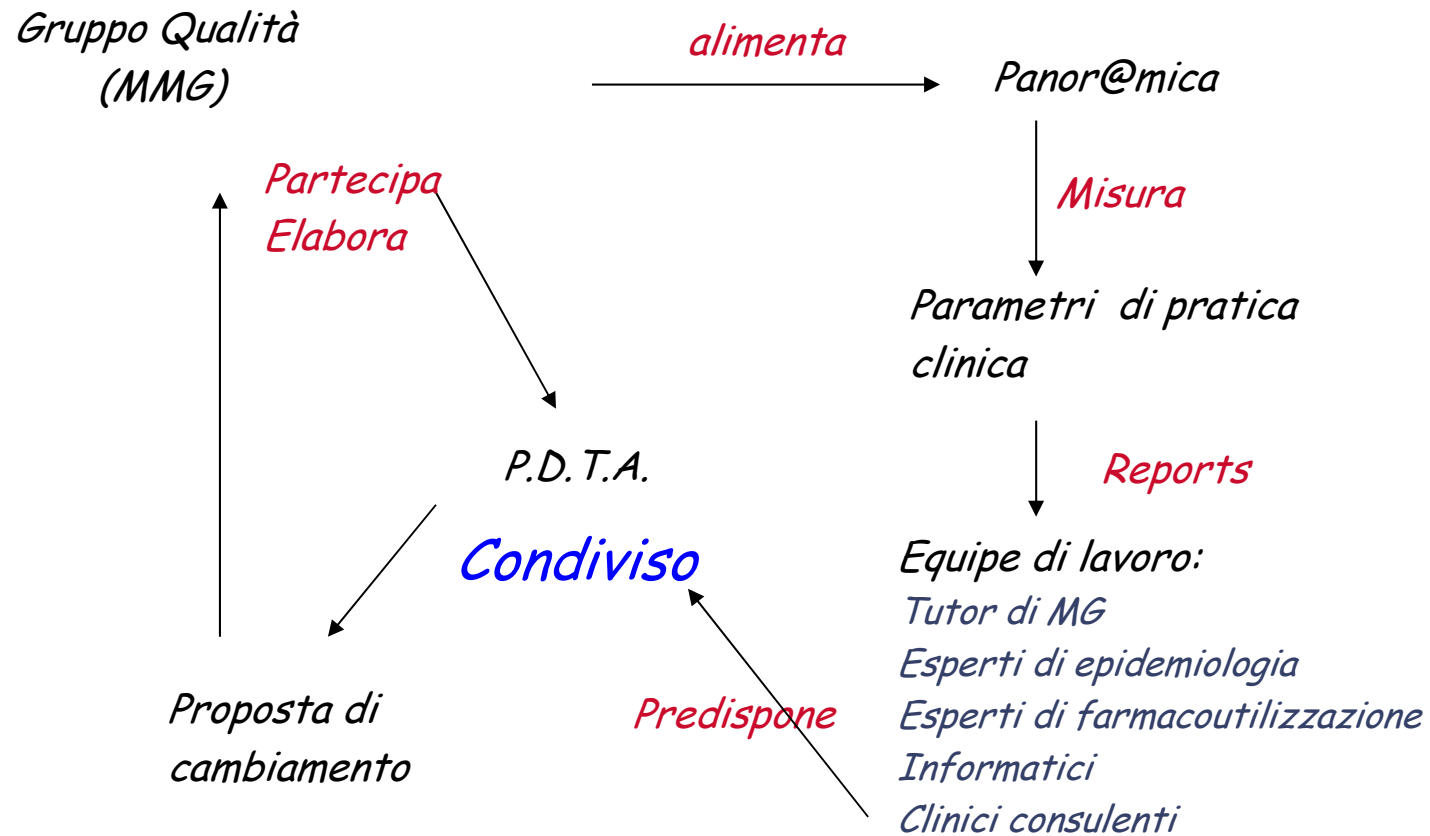 Gruppo Qualità
(MMG)
alimenta
Panor@mica
Partecipa
Elabora
Misura
Parametri di pratica
clinica
P.D.T.A.
Condiviso
Reports
Equipe di lavoro:
Tutor di MG
Esperti di epidemiologia
Esperti di farmacoutilizzazione
Informatici
Clinici consulenti
Predispone
Proposta di
cambiamento